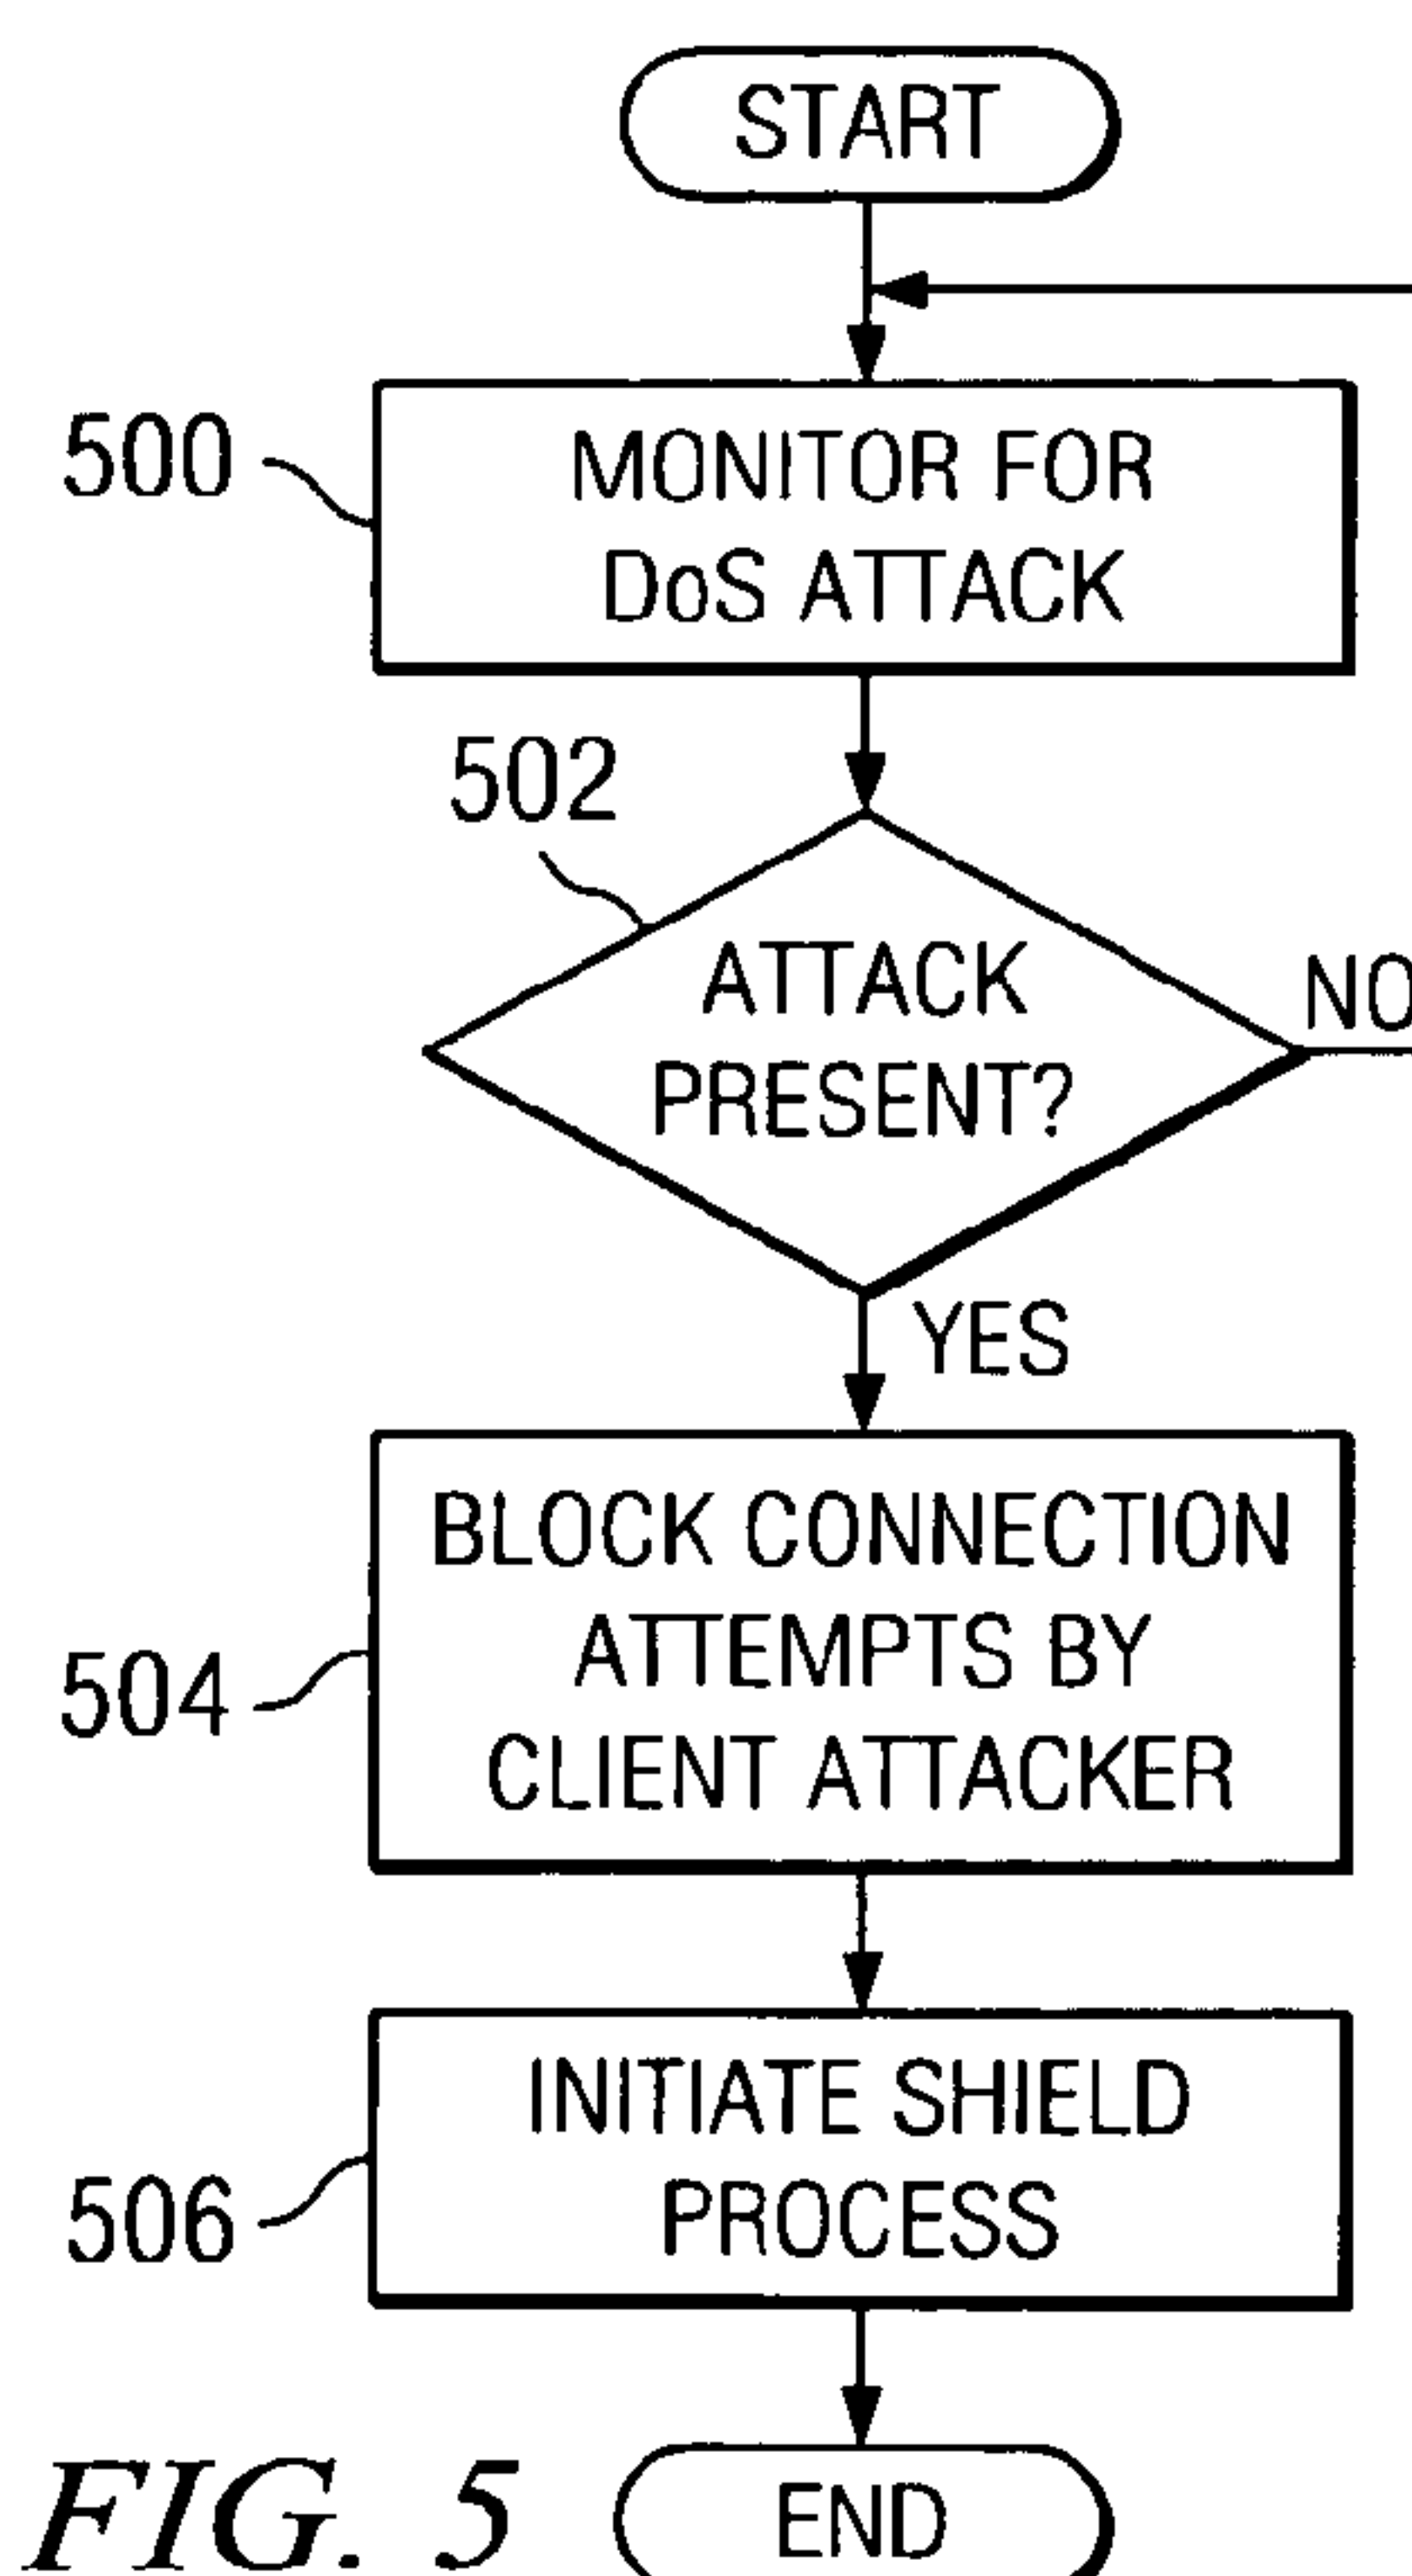 START
500
MONITOR FOR
DoS ATTACK
502
ATTACK
PRESENT?
NO
YES
BLOCK CONNECTION
ATTEMPTS BY
CLIENT ATTACKER
504
INITIATE SHIELD
PROCESS
506
END
FIG. 5